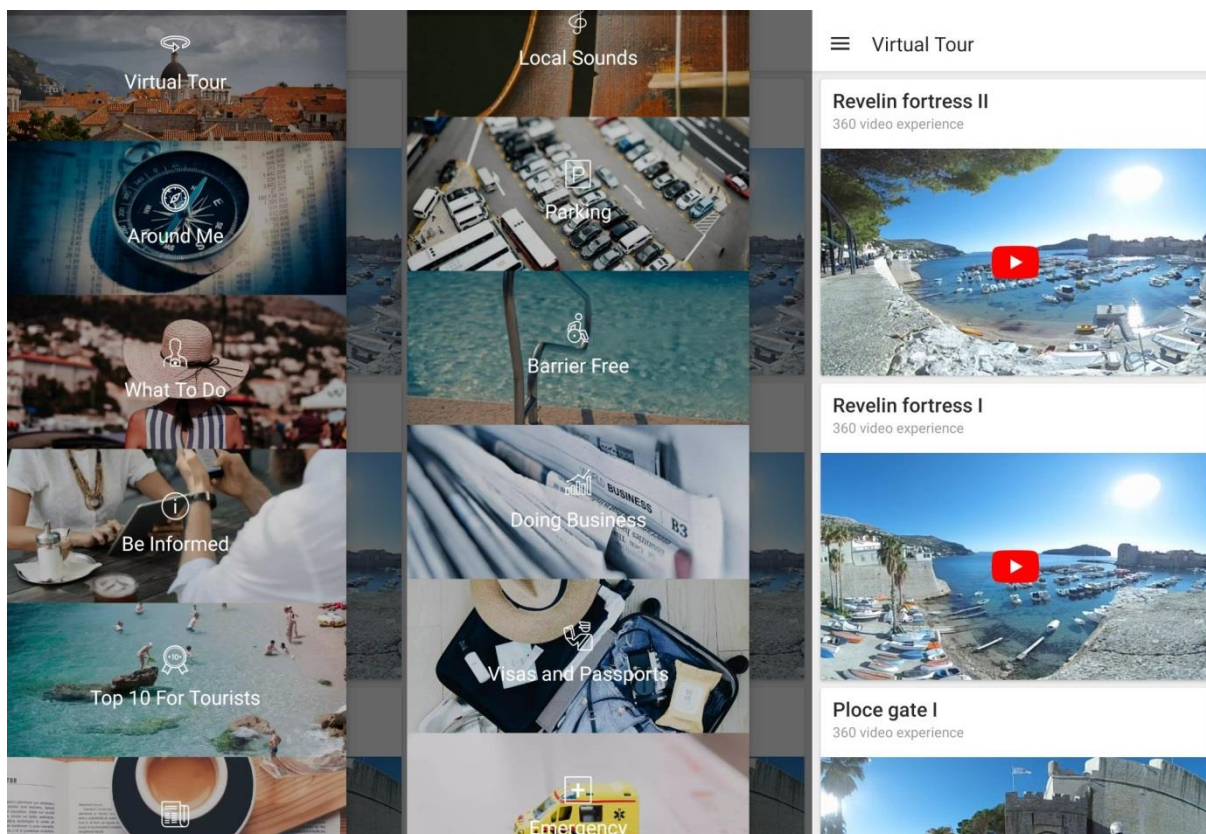 Virtual Tour
Around Me
What To Do
Be Informed
Top 10 For Tourists
Local Sounds
P
Parking
Barrier Free
BUSINESS
B3
Doing Business
Visas and Passports
Emergency
Virtual Tour
Revelin fortress II
360 video experience
Revelin fortress I
360 video experience
Ploce gate I
360 video experience